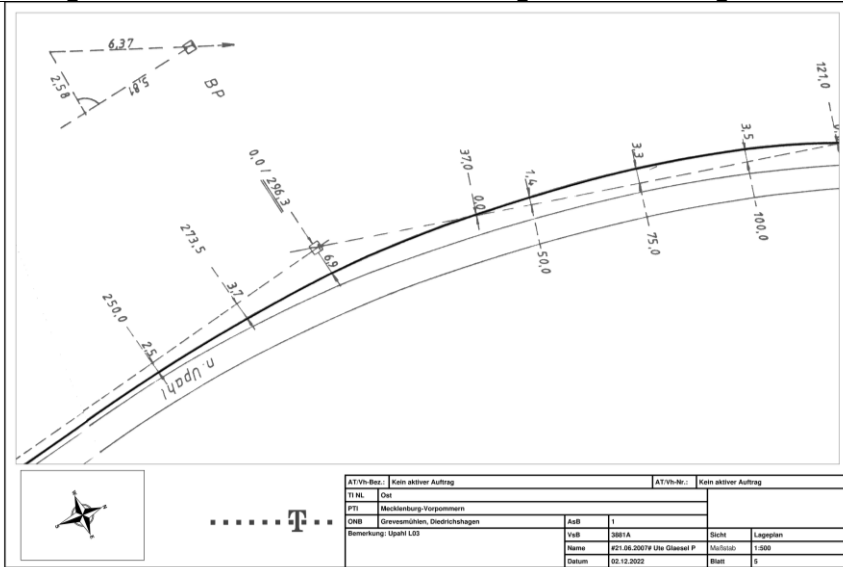 6,37
2,58
5,81
BP
121,0
0,0 / 296,3
37,0
0,0
1,4
3,3
3,5
273,5
6,9
3,7
250,0
2,5
50,0
75,0
100,0
n. Upahl
AT/Vh-Bez.: Kein aktiver Auftrag AT/Vh-Nr.: Kein aktiver Auftrag
TI NL Ost
PTI Mecklenburg-Vorpommern
ONB Grevesmühlen, Diedrichshagen AsB 1
Bemerkung: Upahl L03 VsB 3881A Sicht Lageplan
Name #21.06.2007# Ute Glaesel P Maßstab 1:500
Datum 02.12.2022 Blatt 5
T